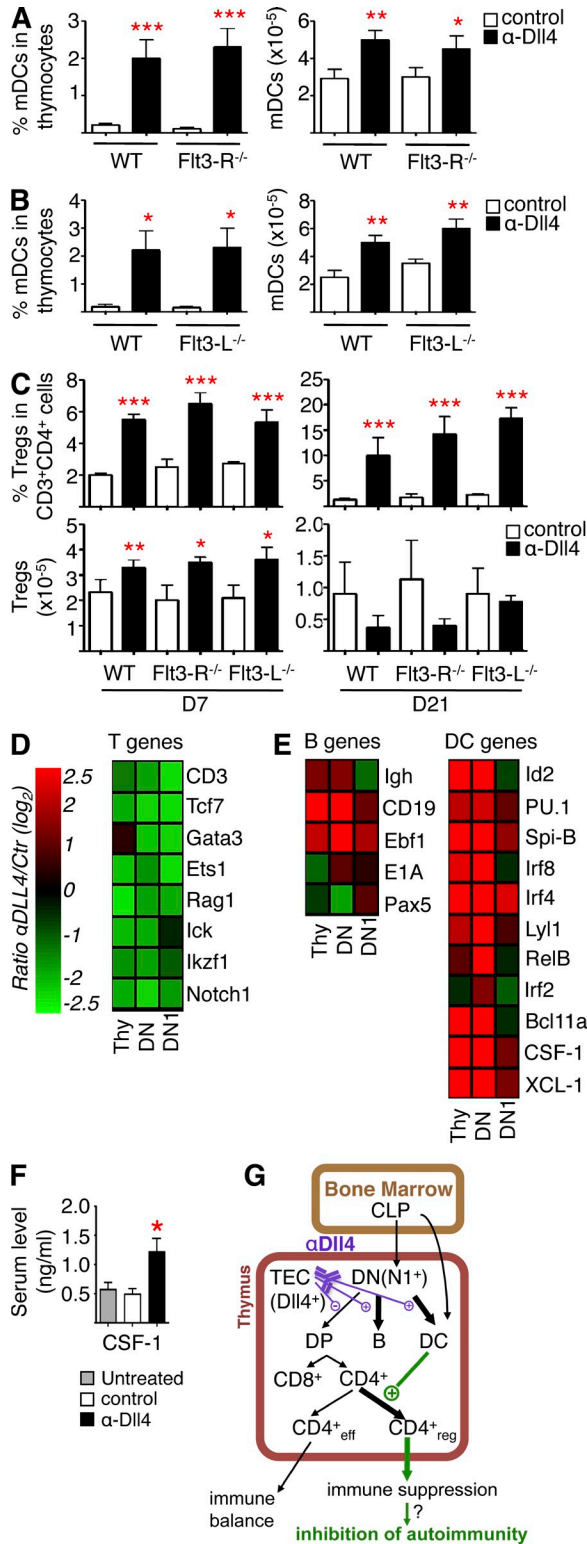 A
% mDCs in thymocytes
3
2
1
WT
Flt3-R-/-
***
***
mDCs (x10-5)
6
4
2
WT
Flt3-R-/-
**
*
control
α-Dll4
B
% mDCs in thymocytes
4
3
2
1
WT
Flt3-L-/-
*
*
mDCs (x10-5)
8
6
4
2
WT
Flt3-L-/-
**
**
control
α-Dll4
C
% Tregs in CD3+CD4+ cells
8
6
4
2
***
***
***
25
20
15
10
5
***
***
***
Tregs (x10-5)
5
4
3
2
1
**
*
*
WT
Flt3-R-/-
Flt3-L-/-
D7
2.0
1.5
1.0
0.5
control
α-Dll4
WT
Flt3-R-/-
Flt3-L-/-
D21
D
Ratio αDLL4/Ctr (log2)
2.5
2
1
0
-1
-2
-2.5
T genes
CD3
Tcf7
Gata3
Ets1
Rag1
lck
Ikzf1
Notch1
Thy
DN
DN1
E
B genes
Igh
CD19
Ebf1
E1A
Pax5
Thy
DN
DN1
DC genes
Id2
PU.1
Spi-B
Irf8
Irf4
Lyl1
RelB
Irf2
Bcl11a
CSF-1
XCL-1
Thy
DN
DN1
F
Serum level (ng/ml)
2.0
1.5
1.0
0.5
*
CSF-1
Untreated
control
α-Dll4
G
Bone Marrow
CLP
αDll4
Thymus
TEC
(Dll4+)
DN(N1+)
-
+
+
DP
B
DC
CD8+
CD4+
+
CD4+eff
CD4+reg
immune balance
immune suppression
?
inhibition of autoimmunity